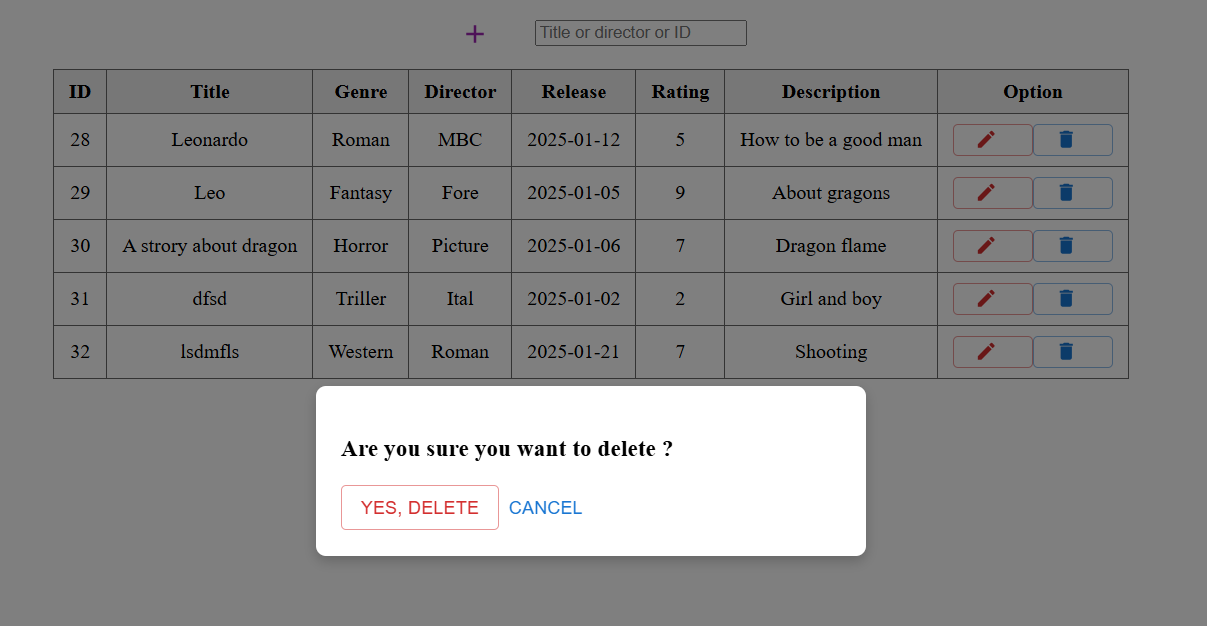 Title or director or ID
ID Title Genre Director Release Rating Description Option
28 Leonardo Roman MBC 2025-01-12 5 How to be a good man
29 Leo Fantasy Fore 2025-01-05 9 About gragons
30 A strory about dragon Horror Picture 2025-01-06 7 Dragon flame
31 dfsd Triller Ital 2025-01-02 2 Girl and boy
32 lsdmfls Western Roman 2025-01-21 7 Shooting
Are you sure you want to delete ?
YES, DELETE CANCEL